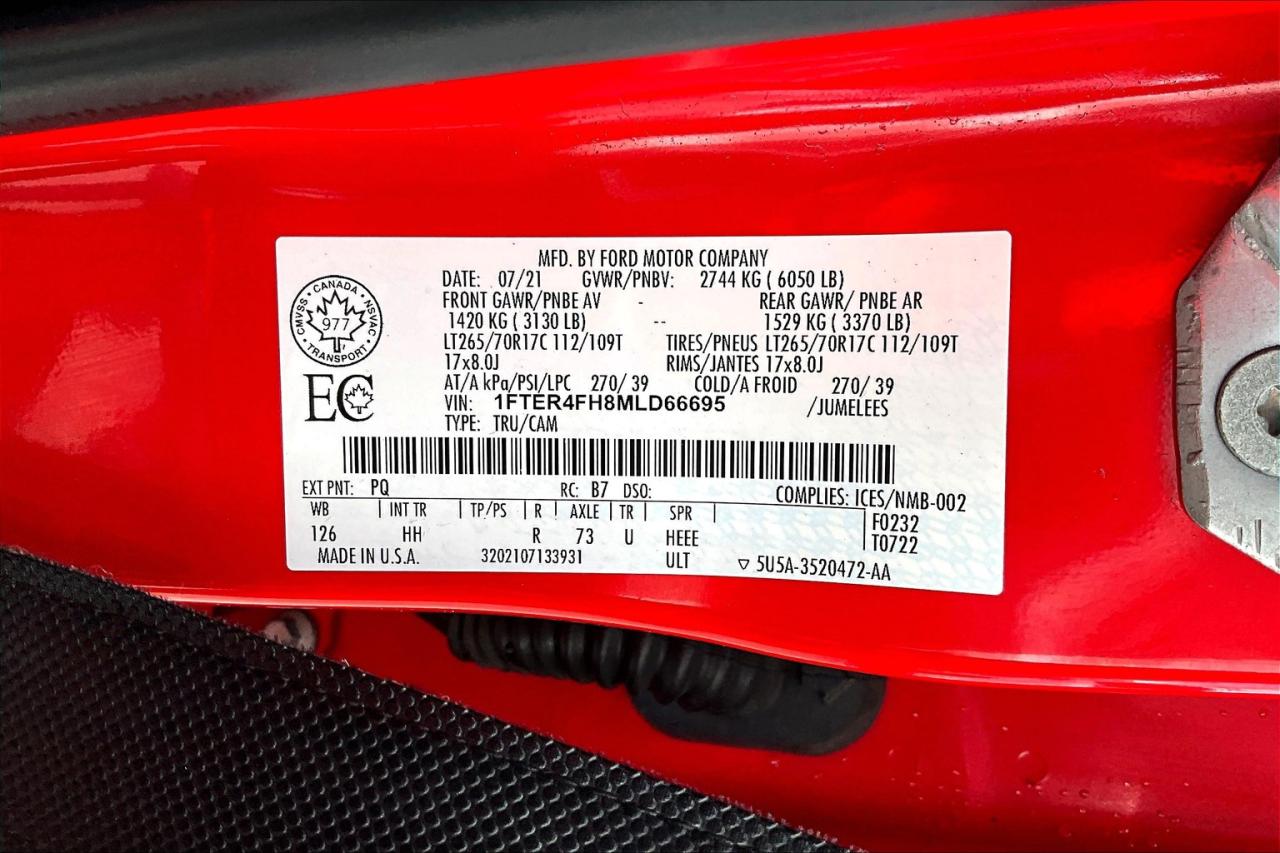 MFD. BY FORD MOTOR COMPANY
DATE: 07/21 GVWR/PNBV: 2744 KG ( 6050 LB)
FRONT GAWR/PNBE AV - REAR GAWR/ PNBE AR
1420 KG ( 3130 LB) -- 1529 KG ( 3370 LB)
LT265/70R17C 112/109T TIRES/PNEUS LT265/70R17C 112/109T
17x8.0J RIMS/JANTES 17x8.0J
AT/A kPa/PSI/LPC 270/ 39 COLD/A FROID 270/ 39
VIN: 1FTER4FH8MLD66695 /JUMELEES
TYPE: TRU/CAM
CANADA
CMVSS NSVAC
977
TRANSPORT
EC
EXT PNT: PQ RC: B7 DSO: COMPLIES: ICES/NMB-002
WB INT TR TP/PS R AXLE TR SPR F0232
126 HH R 73 U HEEE T0722
MADE IN U.S.A. 3202107133931 ULT ▽ 5U5A-3520472-AA